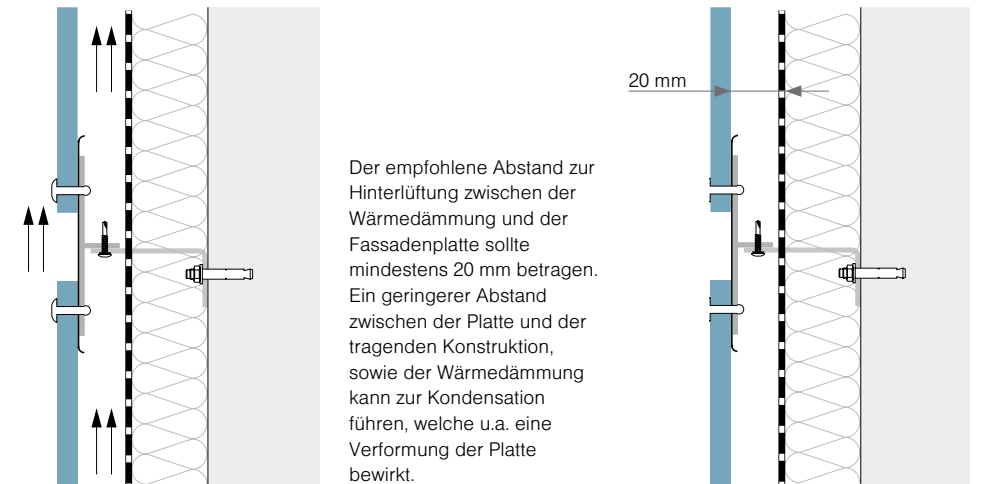 Der empfohlene Abstand zur
Hinterlüftung zwischen der
Wärmedämmung und der
Fassadenplatte sollte
mindestens 20 mm betragen.
Ein geringerer Abstand
zwischen der Platte und der
tragenden Konstruktion,
sowie der Wärmedämmung
kann zur Kondensation
führen, welche u.a. eine
Verformung der Platte
bewirkt.
20 mm